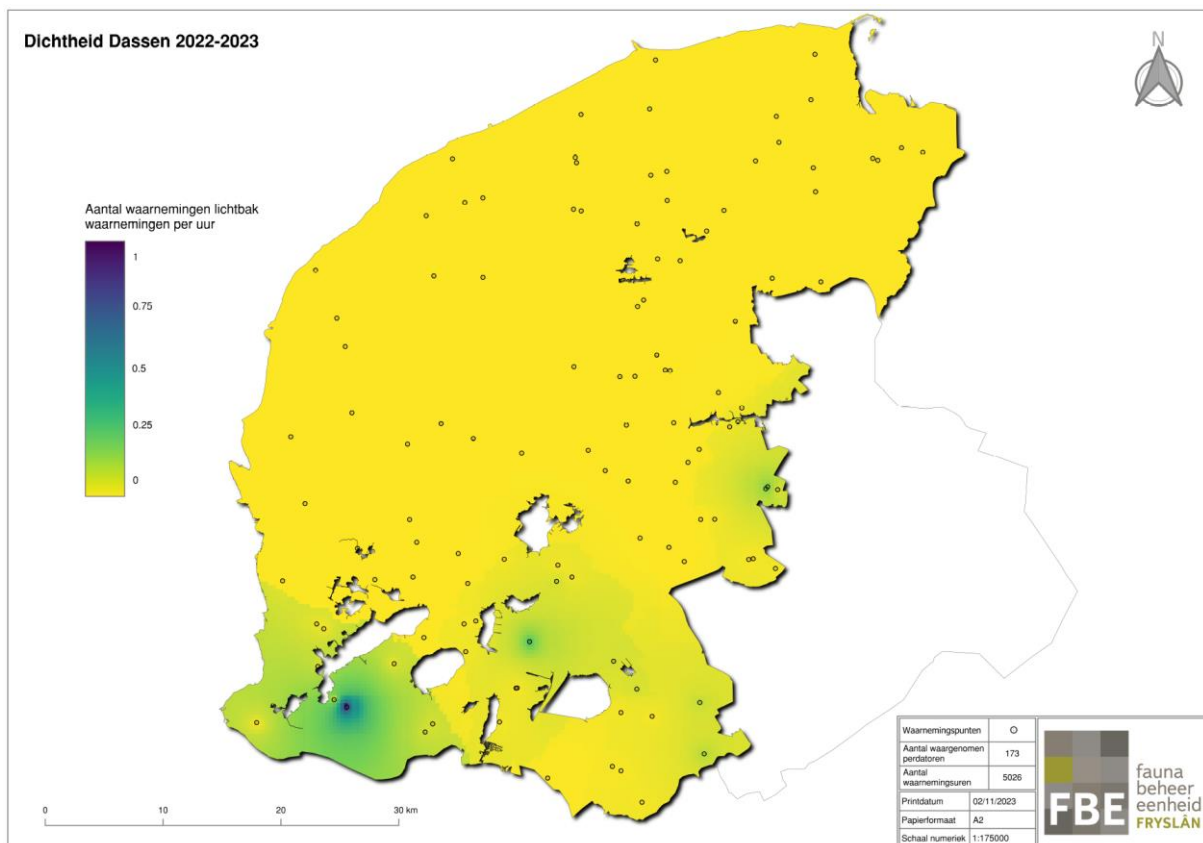 Dichtheid Dassen 2022-2023
N
Aantal waarnemingen lichtbak
waarnemingen per uur
1
0.75
0.5
0.25
0
0 10 20 30 km
Waarnemingspunten
Aantal waargenomen
perdatoren 173
Aantal
waarnemingsuren 5026
Printdatum 02/11/2023
Papierformaat A2
Schaal numeriek 1:175000
FBE
fauna
beheer
eenheid
FRYSLÂN